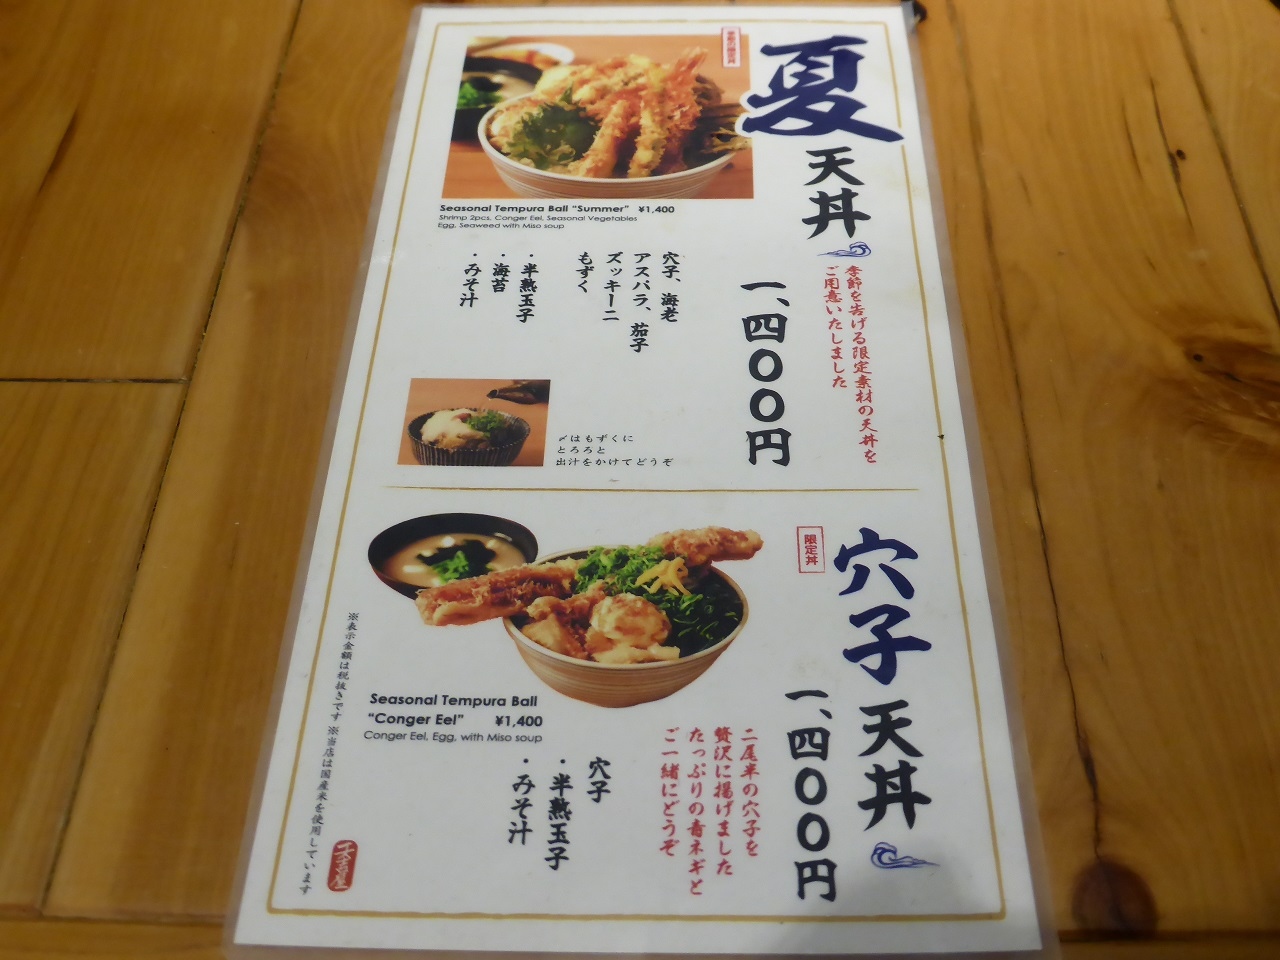 季節の限定丼
夏
天丼
季節を告げる限定素材の天丼を
ご用意いたしました
一、四〇〇円
Seasonal Tempura Ball "Summer" ¥1,400
Shrimp 2pcs, Conger Eel, Seasonal Vegetables
Egg, Seaweed with Miso soup
穴子、海老
アスパラ、茄子
ズッキーニ
もずく
・半熟玉子
・海苔
・みそ汁
〆はもずくに
とろろと
出汁をかけてどうぞ
限定丼
穴子
天丼
一、四〇〇円
二尾半の穴子を
贅沢に揚げました
たっぷりの青ネギと
ご一緒にどうぞ
Seasonal Tempura Ball
"Conger Eel" ¥1,400
Conger Eel, Egg, with Miso soup
穴子
・半熟玉子
・みそ汁
※表示金額は税抜きです ※当店は国産米を使用しています
天吉屋